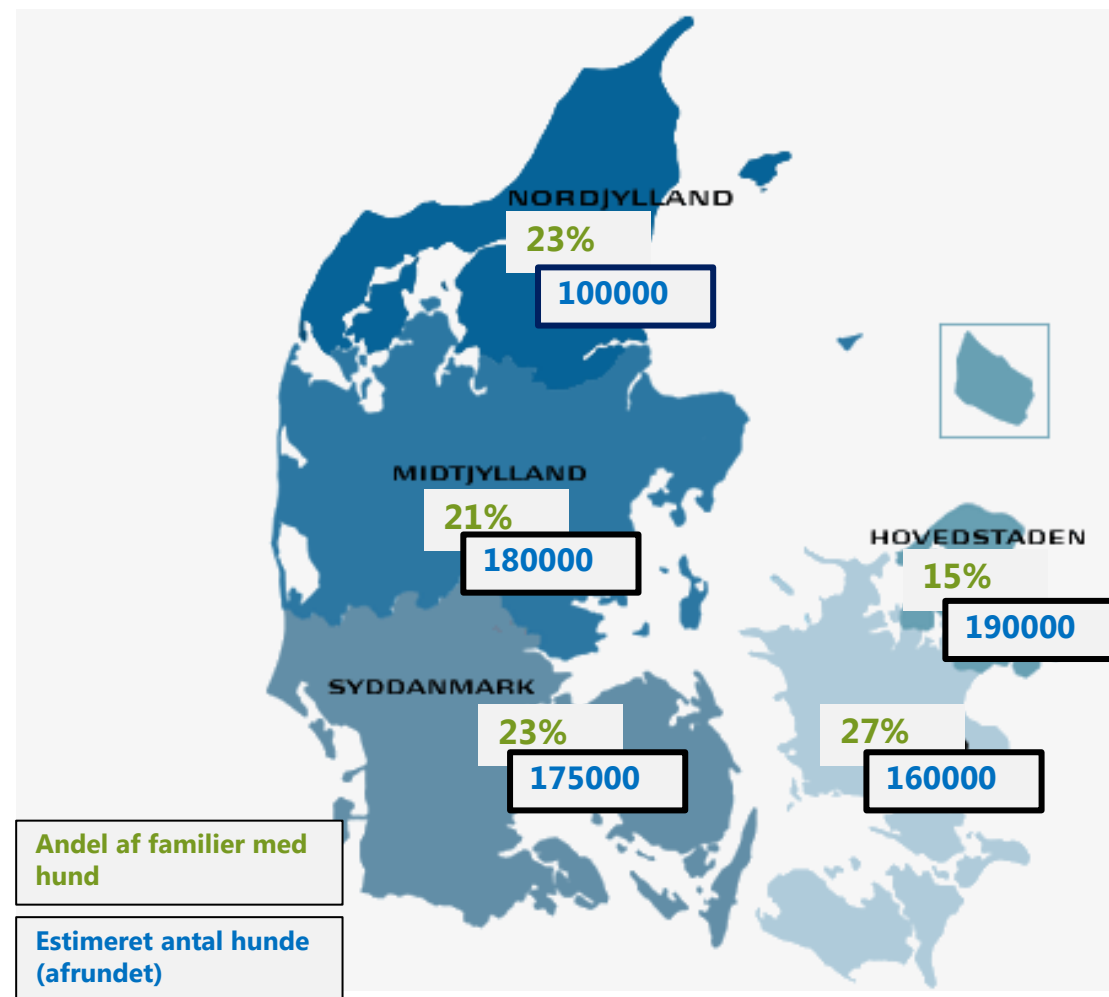 NORDJYLLAND
23%
100000
MIDTJYLLAND
21%
180000
HOVEDSTADEN
15%
190000
SYDDANMARK
23%
175000
27%
160000
Andel af familier med
hund
Estimeret antal hunde
(afrundet)